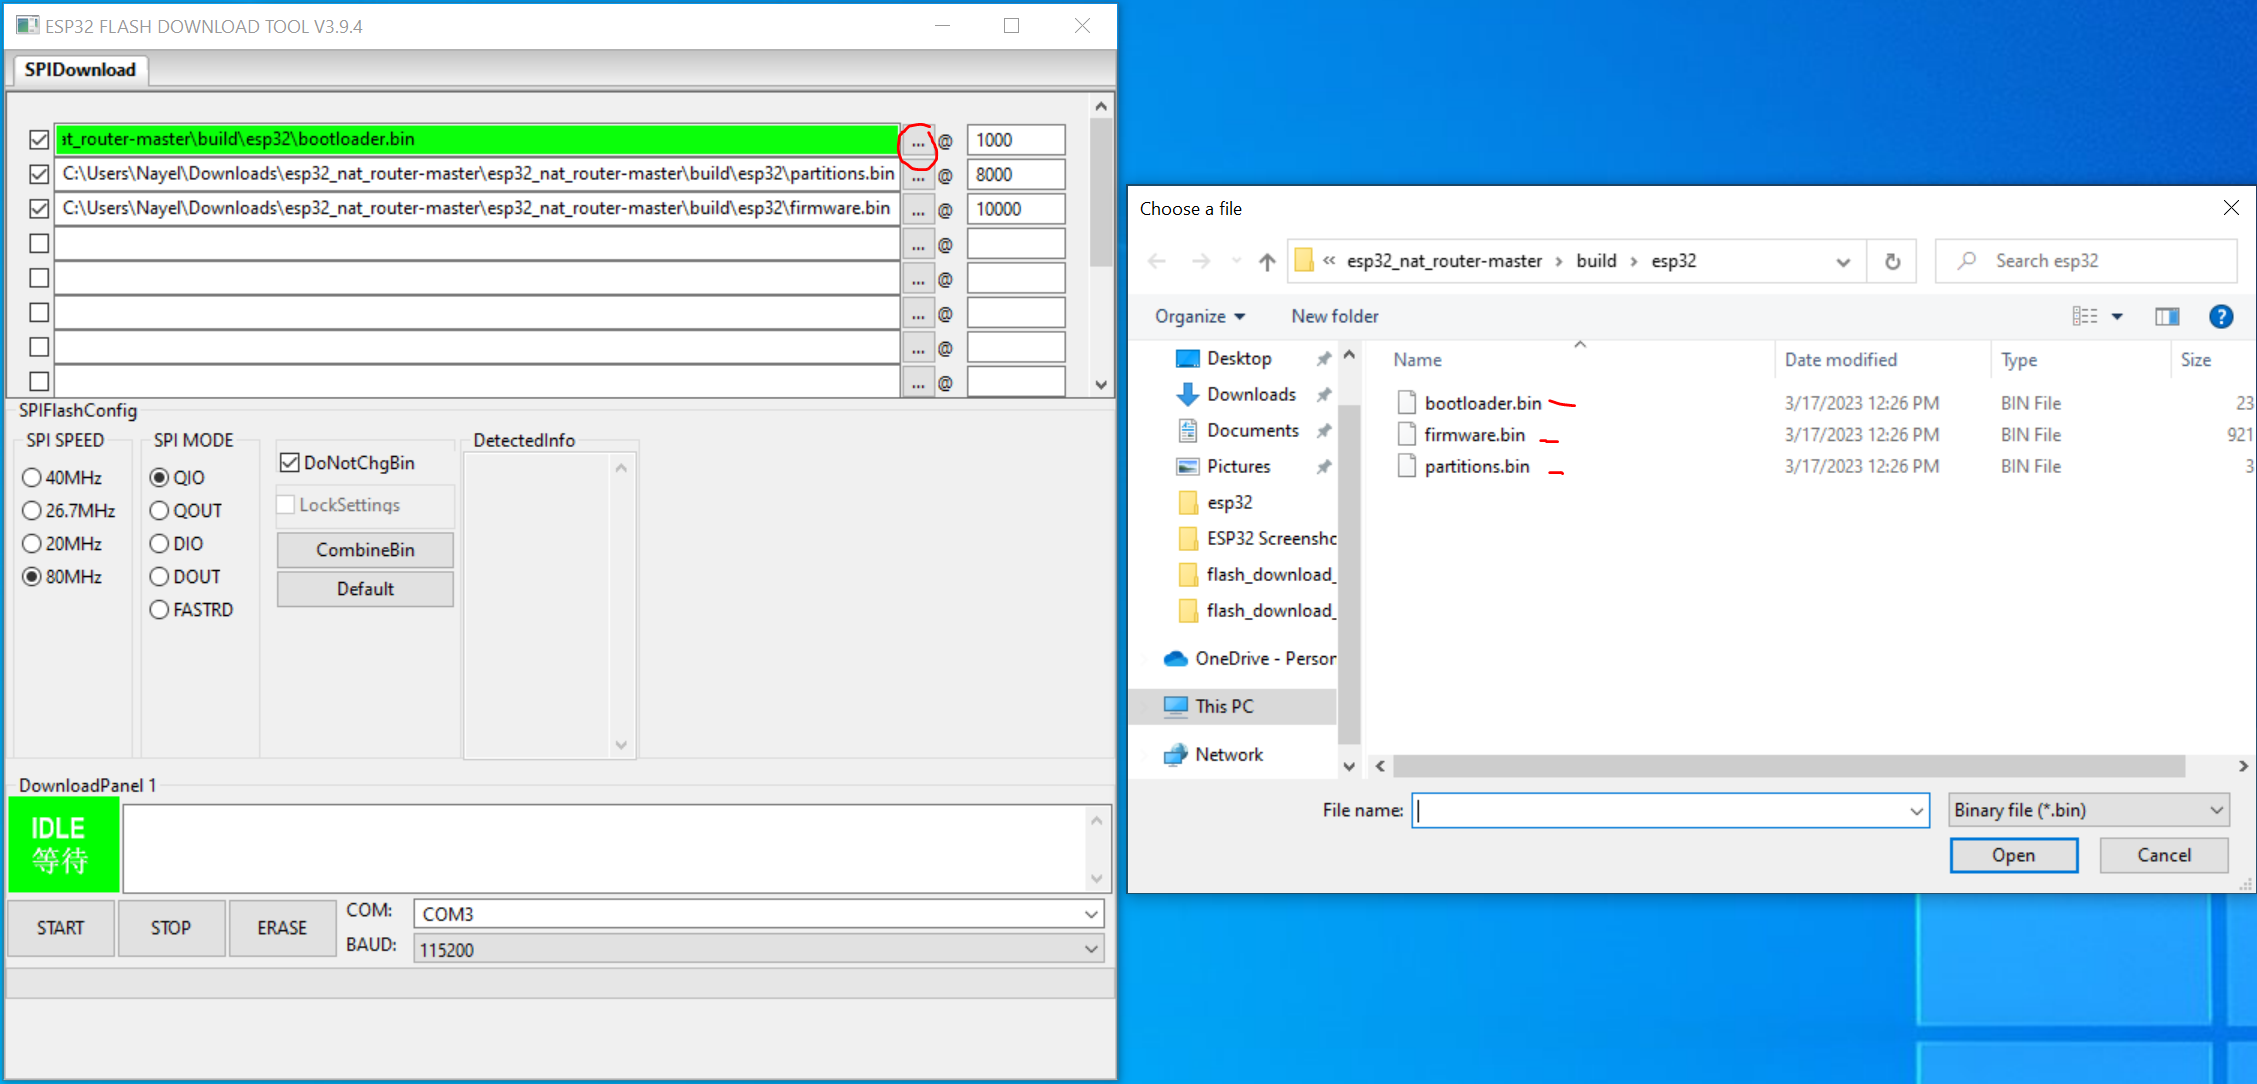 ESP32 FLASH DOWNLOAD TOOL V3.9.4
SPIDownload
at_router-master\build\esp32\bootloader.bin ... @ 1000
C:\Users\Nayel\Downloads\esp32_nat_router-master\esp32_nat_router-master\build\esp32\partitions.bin ... @ 8000
C:\Users\Nayel\Downloads\esp32_nat_router-master\esp32_nat_router-master\build\esp32\firmware.bin ... @ 10000
... @
... @
... @
... @
... @
SPIFlashConfig
SPI SPEED
40MHz
26.7MHz
20MHz
80MHz
SPI MODE
QIO
QOUT
DIO
DOUT
FASTRD
DoNotChgBin
LockSettings
CombineBin
Default
DetectedInfo
DownloadPanel 1
IDLE
等待
START STOP ERASE
COM: COM3
BAUD: 115200
Choose a file
« esp32_nat_router-master › build › esp32
Search esp32
Organize New folder
?
Desktop
Downloads
Documents
Pictures
esp32
ESP32 Screensho
flash_download_
flash_download_
OneDrive - Person
This PC
Network
Name Date modified Type Size
bootloader.bin 3/17/2023 12:26 PM BIN File 23
firmware.bin 3/17/2023 12:26 PM BIN File 921
partitions.bin 3/17/2023 12:26 PM BIN File 3
File name: Binary file (*.bin)
Open Cancel